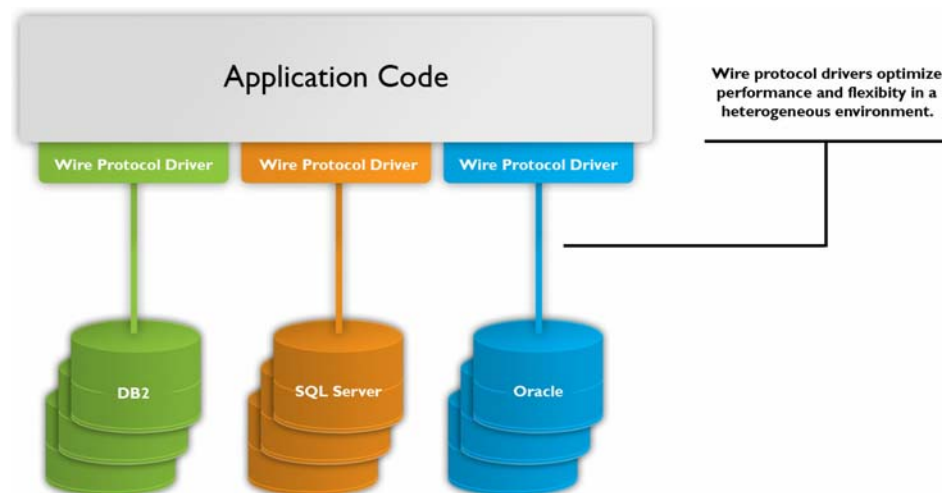 Application Code
Wire protocol drivers optimize
performance and flexibity in a
heterogeneous environment.
Wire Protocol Driver
Wire Protocol Driver
Wire Protocol Driver
DB2
SQL Server
Oracle